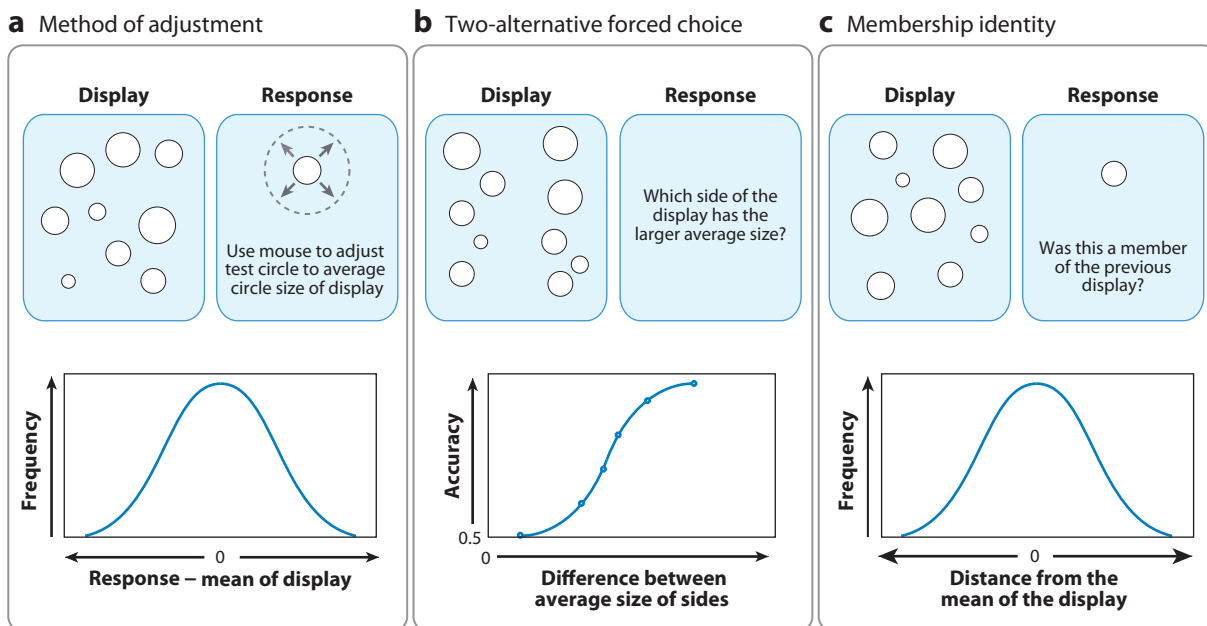 a Method of adjustment
Display
Response
Use mouse to adjust
test circle to average
circle size of display
Frequency
0
Response – mean of display
b Two-alternative forced choice
Display
Response
Which side of the
display has the
larger average size?
Accuracy
0.5
0
Difference between
average size of sides
c Membership identity
Display
Response
Was this a member
of the previous
display?
Frequency
0
Distance from the
mean of the display